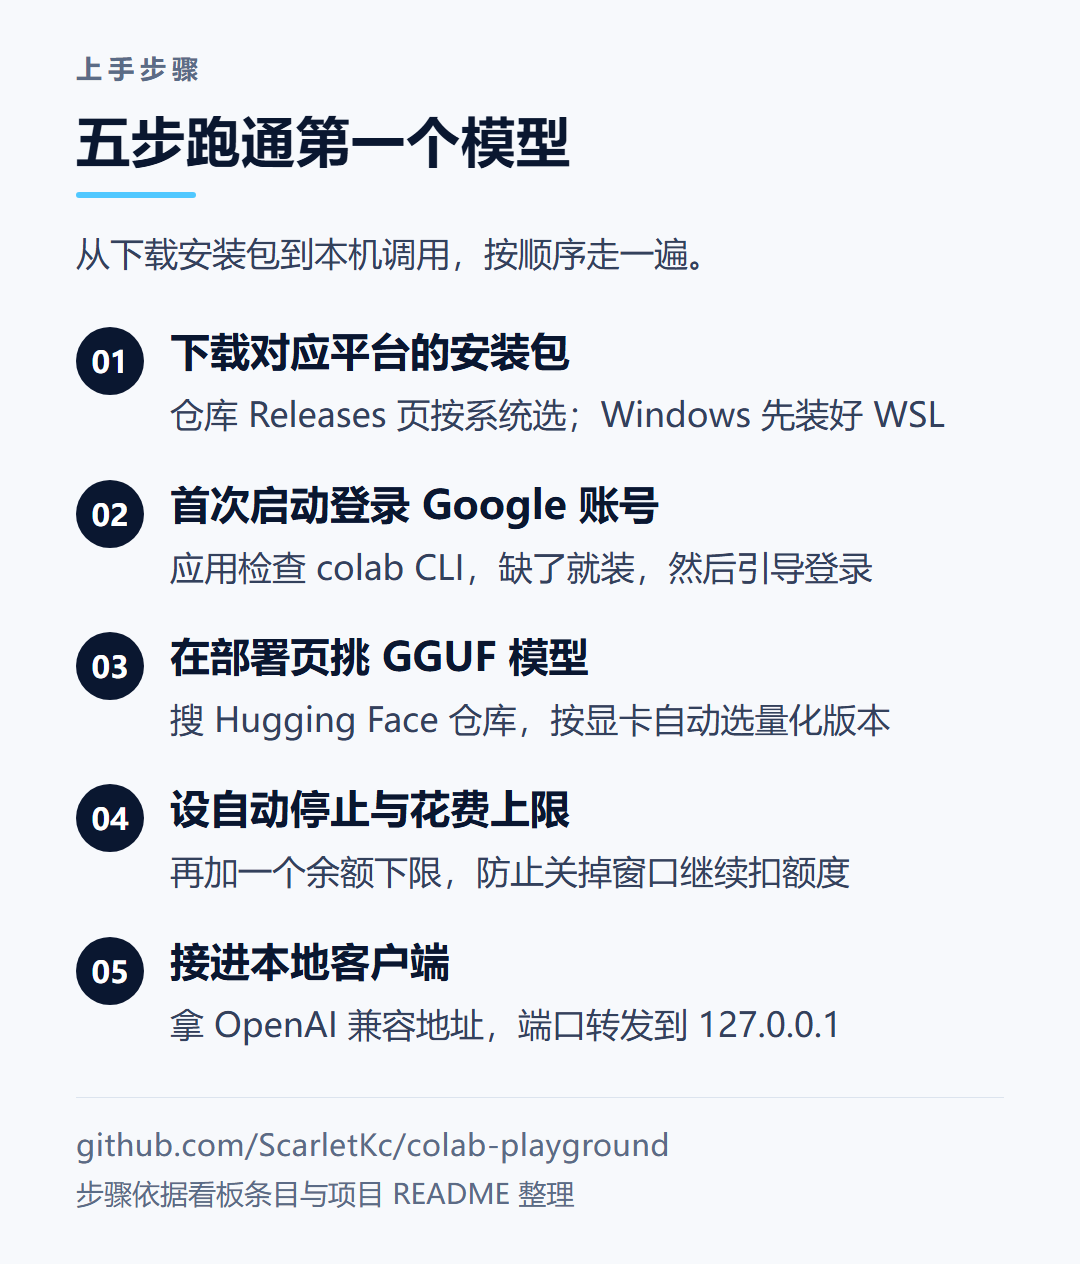 上手步骤
五步跑通第一个模型
从下载安装包到本机调用，按顺序走一遍。
01
下载对应平台的安装包
仓库 Releases 页按系统选；Windows 先装好 WSL
02
首次启动登录 Google 账号
应用检查 colab CLI，缺了就装，然后引导登录
03
在部署页挑 GGUF 模型
搜 Hugging Face 仓库，按显卡自动选量化版本
04
设自动停止与花费上限
再加一个余额下限，防止关掉窗口继续扣额度
05
接进本地客户端
拿 OpenAI 兼容地址，端口转发到 127.0.0.1
github.com/ScarletKc/colab-playground
步骤依据看板条目与项目 README 整理